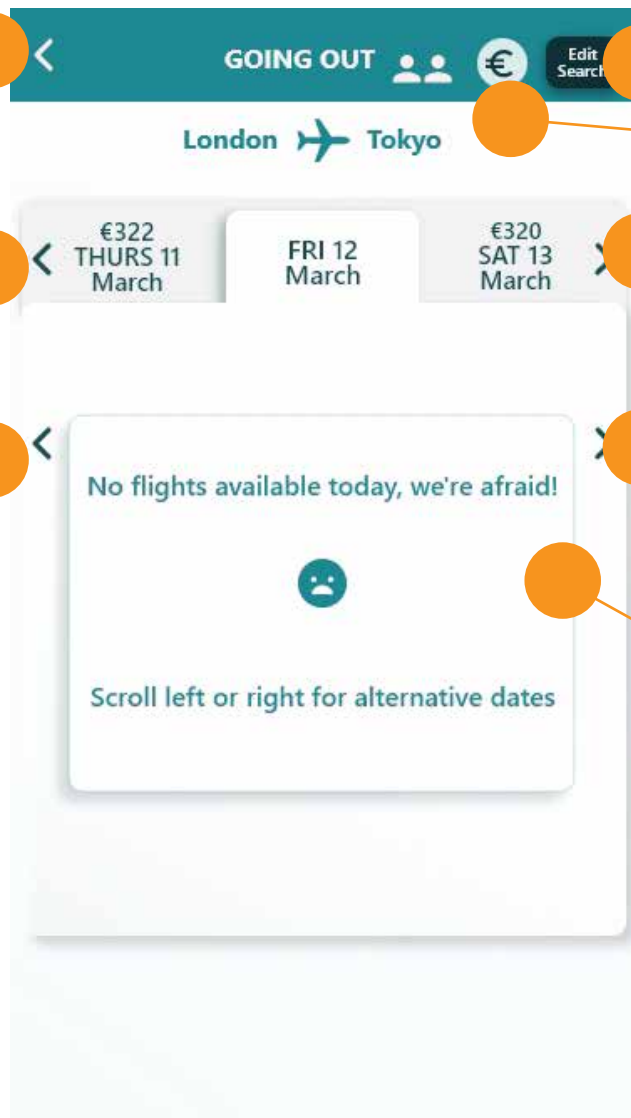 GOING OUT
€
Edit
Search
London Tokyo
€322
THURS 11
March
FRI 12
March
€320
SAT 13
March
No flights available today, we're afraid!
Scroll left or right for alternative dates